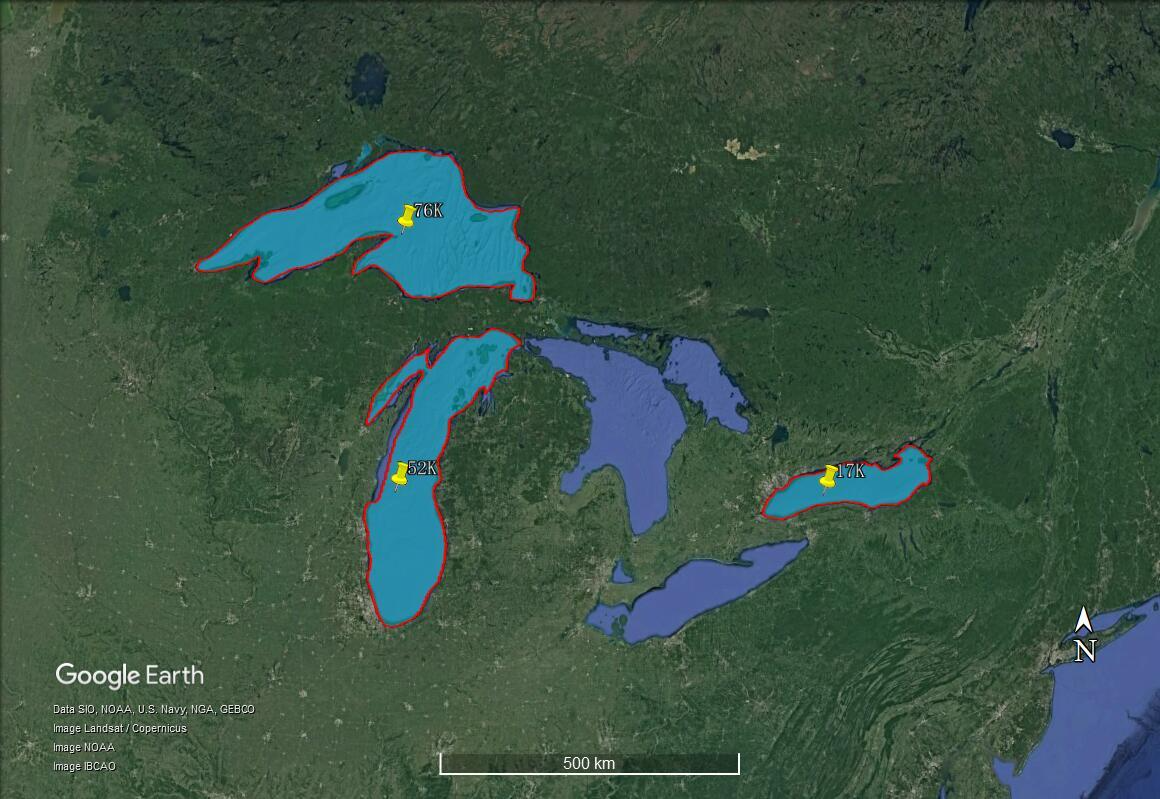 76K
52K
17K
N
Google Earth
Data SIO, NOAA, U.S. Navy, NGA, GEBCO
Image Landsat / Copernicus
Image NOAA
Image IBCAO
500 km